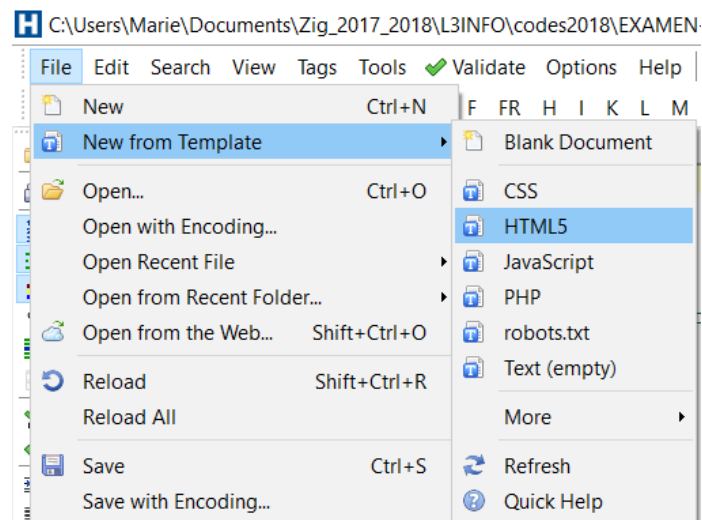 H C:\Users\Marie\Documents\Zig_2017_2018\L3INFO\codes2018\EXAMEN-
File Edit Search View Tags Tools Validate Options Help
F FR H I K L M
New Ctrl+N
New from Template
Open... Ctrl+O
Open with Encoding...
Open Recent File
Open from Recent Folder...
Open from the Web... Shift+Ctrl+O
Reload Shift+Ctrl+R
Reload All
Save Ctrl+S
Save with Encoding...
Blank Document
CSS
HTML5
JavaScript
PHP
robots.txt
Text (empty)
More
Refresh
Quick Help